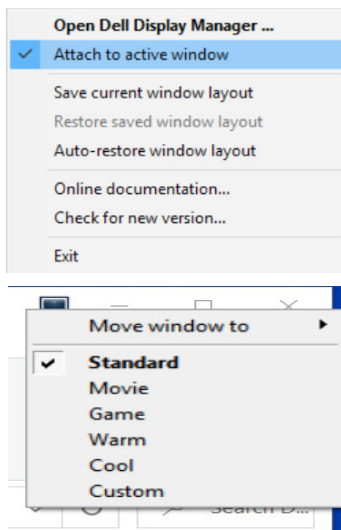 Open Dell Display Manager ...
Attach to active window
Save current window layout
Restore saved window layout
Auto-restore window layout
Online documentation...
Check for new version...
Exit
Move window to
Standard
Movie
Game
Warm
Cool
Custom
Search D...